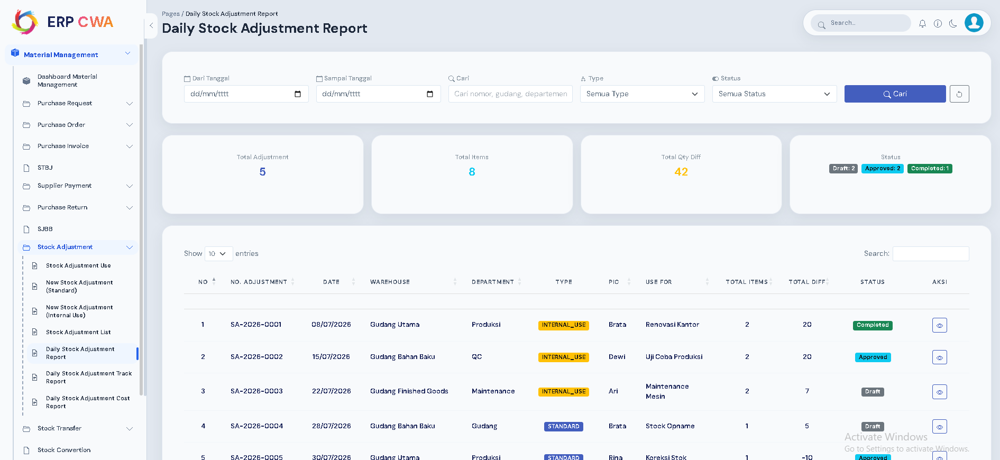 ERP CWA
Material Management
Dashboard Material
Management
Purchase Request
Purchase Order
Purchase Invoice
STBJ
Supplier Payment
Purchase Return
SJBB
Stock Adjustment
Stock Adjustment Use
New Stock Adjustment
(Standard)
New Stock Adjustment
(Internal Use)
Stock Adjustment List
Daily Stock Adjustment
Report
Daily Stock Adjustment Track
Report
Daily Stock Adjustment Cost
Report
Stock Transfer
Stock Convertion
Pages / Daily Stock Adjustment Report
Daily Stock Adjustment Report
Search...
Dari Tanggal Sampai Tanggal Cari Type Status
dd/mm/tttt dd/mm/tttt Cari nomor, gudang, departemen Semua Type Semua Status Cari
Total Adjustment Total Items Total Qty Diff Status
5 8 42 Draft: 2 Approved: 2 Completed: 1
Show 10 entries Search:
NO NO. ADJUSTMENT DATE WAREHOUSE DEPARTMENT TYPE PIC USE FOR TOTAL ITEMS TOTAL DIFF STATUS AKSI
1 SA-2026-0001 08/07/2026 Gudang Utama Produksi INTERNAL_USE Brata Renovasi Kantor 2 20 Completed
2 SA-2026-0002 15/07/2026 Gudang Bahan Baku QC INTERNAL_USE Dewi Uji Coba Produksi 2 20 Approved
3 SA-2026-0003 22/07/2026 Gudang Finished Goods Maintenance INTERNAL_USE Ari Maintenance 2 7 Draft
Mesin
4 SA-2026-0004 28/07/2026 Gudang Bahan Baku Gudang STANDARD Brata Stock Opname 1 5 Draft
5 SA-2026-0005 30/07/2026 Gudang Utama Produksi STANDARD Rina Koreksi Stok 1 -10 Approved
Activate Windows
Go to Settings to activate Windows.